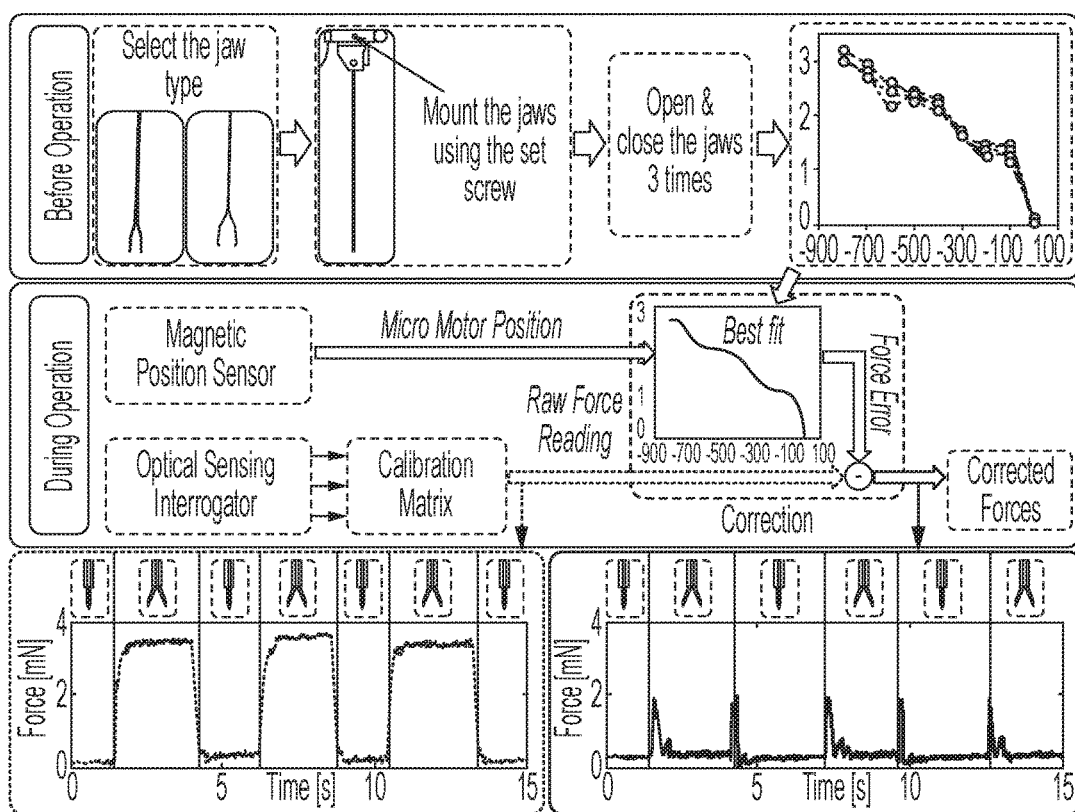 Before Operation
Select the jaw
type
Mount the jaws
using the set
screw
Open &
close the jaws
3 times
3
2
1
0
-900 -700 -500 -300 -100 100
During Operation
Magnetic
Position Sensor
Micro Motor Position
3
2
1
0
Best fit
-900 -700 -500 -300 -100 100
Force Error
Raw Force
Reading
Optical Sensing
Interrogator
Calibration
Matrix
-
Correction
Corrected
Forces
Force [mN]
4
2
0
5
10
15
Time [s]
Force [mN]
4
2
0
5
10
15
Time [s]